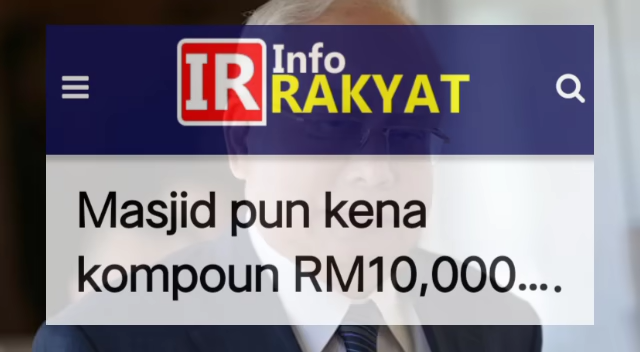 IR Info
RAKYAT
Masjid pun kena
kompoun RM10,000....